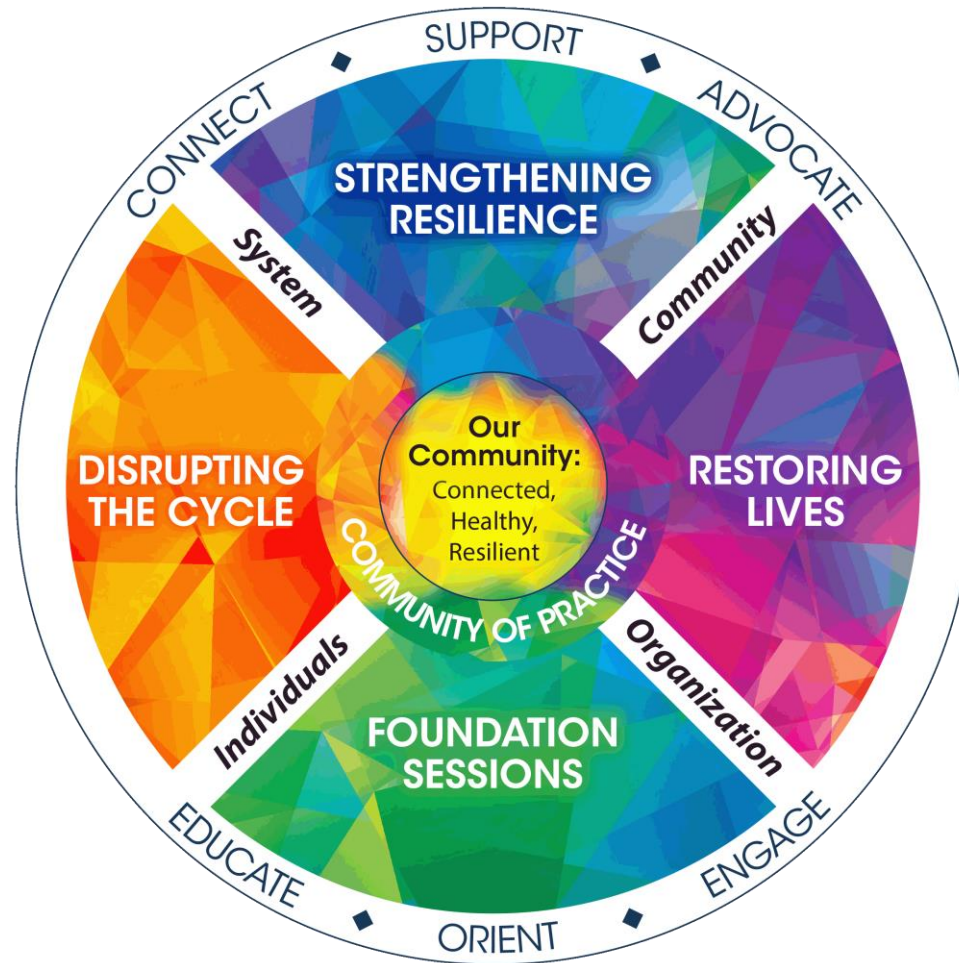 CONNECT ◆ SUPPORT ◆ ADVOCATE
STRENGTHENING
RESILIENCE
System
Community
DISRUPTING
THE CYCLE
Our
Community:
Connected,
Healthy,
Resilient
RESTORING
LIVES
COMMUNITY OF PRACTICE
Individuals
Organization
FOUNDATION
SESSIONS
EDUCATE ◆ ORIENT ◆ ENGAGE